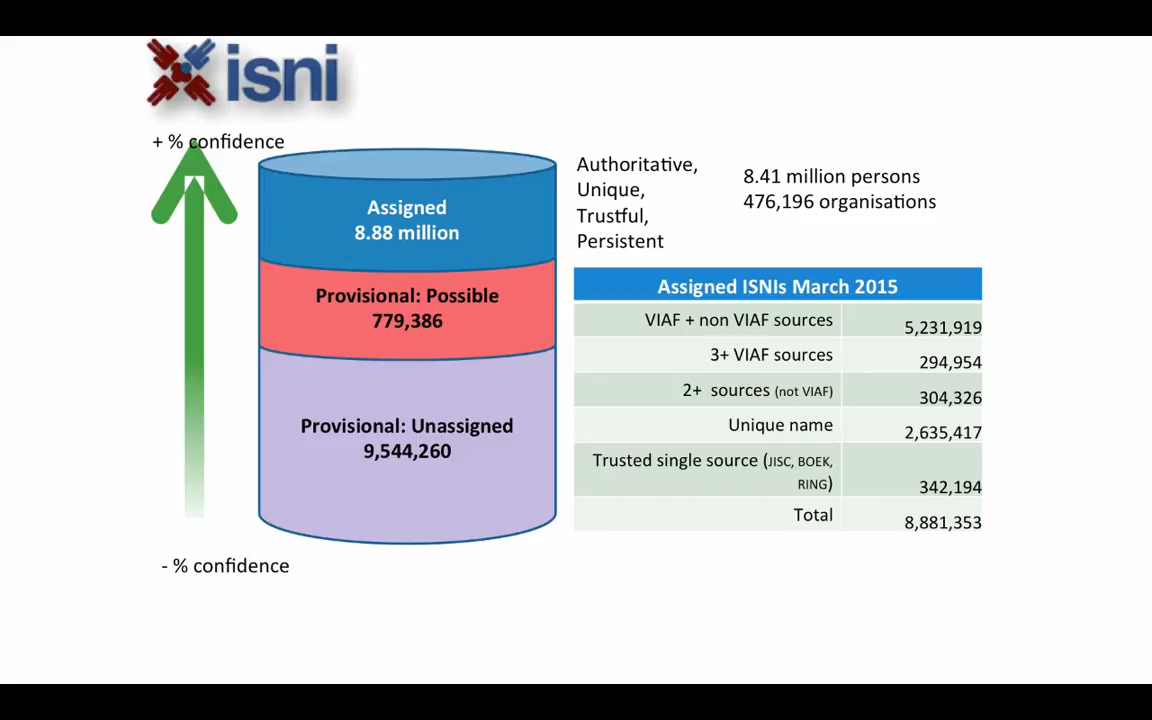 isni
+ % confidence
Assigned
8.88 million
Provisional: Possible
779,386
Provisional: Unassigned
9,544,260
- % confidence
Authoritative,
Unique,
Trustful,
Persistent
8.41 million persons
476,196 organisations
Assigned ISNIs March 2015
VIAF + non VIAF sources 5,231,919
3+ VIAF sources 294,954
2+ sources (not VIAF) 304,326
Unique name 2,635,417
Trusted single source (JISC, BOEK,
RING) 342,194
Total 8,881,353